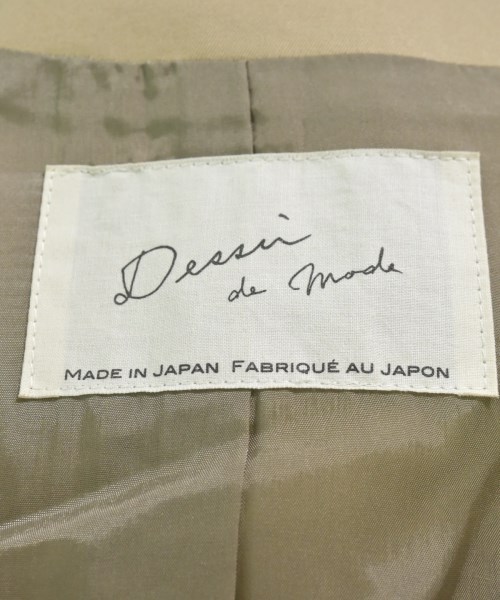 Dessin
de Mode
MADE IN JAPAN FABRIQUÉ AU JAPON